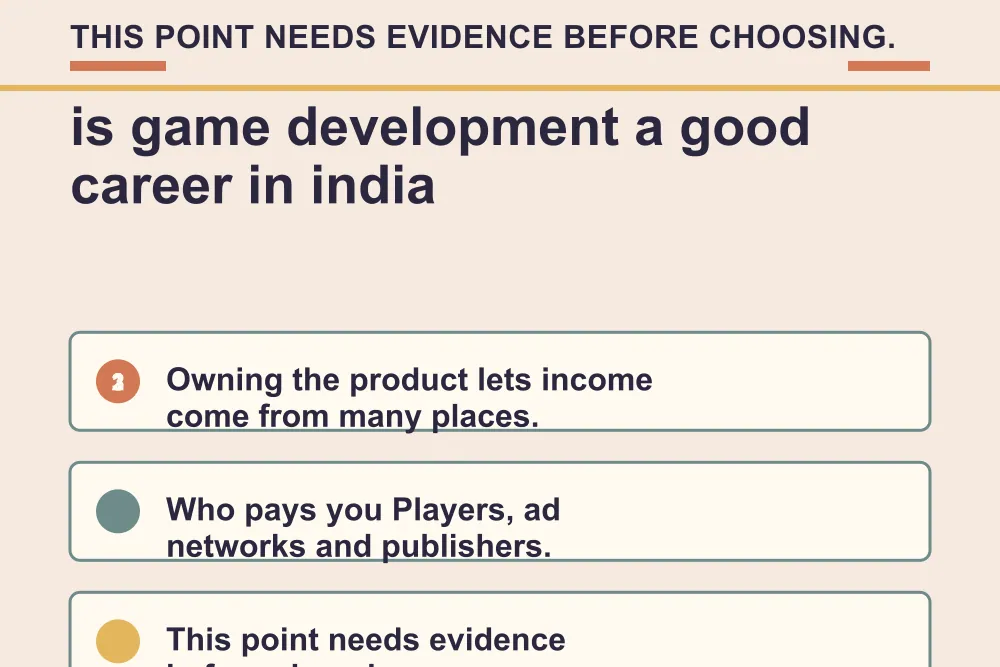 THIS POINT NEEDS EVIDENCE BEFORE CHOOSING.
is game development a good
career in india
Owning the product lets income
come from many places.
Who pays you Players, ad
networks and publishers.
This point needs evidence